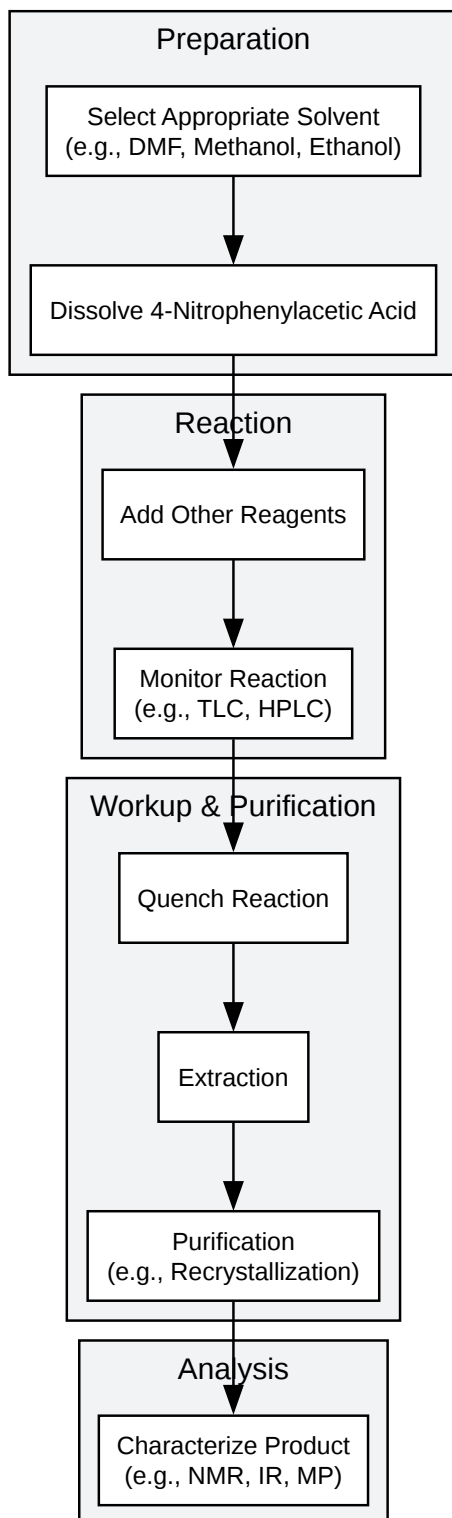 Preparation
Select Appropriate Solvent
(e.g., DMF, Methanol, Ethanol)
Dissolve 4-Nitrophenylacetic Acid
Reaction
Add Other Reagents
Monitor Reaction
(e.g., TLC, HPLC)
Workup & Purification
Quench Reaction
Extraction
Purification
(e.g., Recrystallization)
Analysis
Characterize Product
(e.g., NMR, IR, MP)